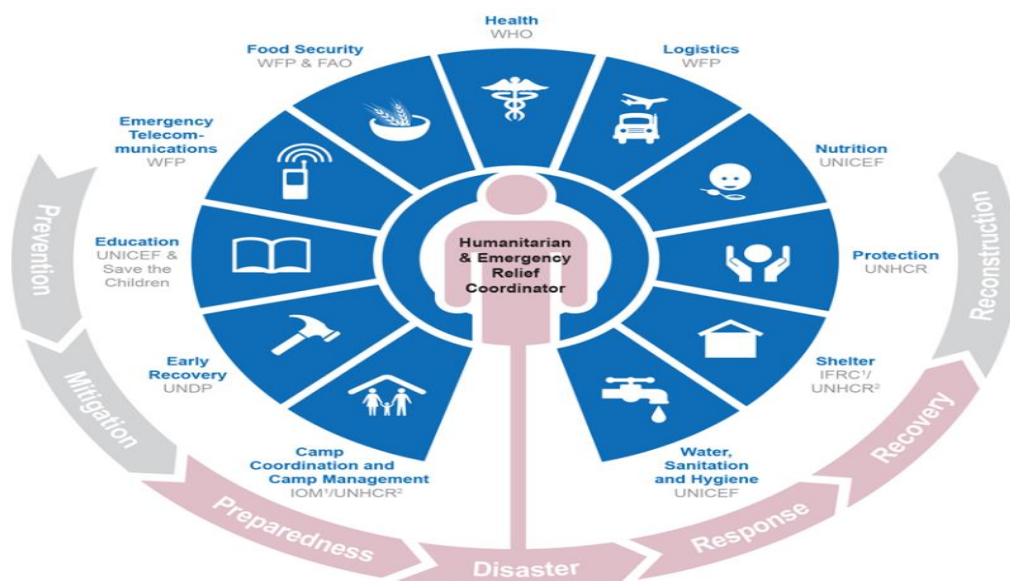 Health
WHO
Food Security
WFP & FAO
Logistics
WFP
Emergency
Telecom-
munications
WFP
Nutrition
UNICEF
Education
UNICEF &
Save the
Children
Protection
UNHCR
Humanitarian
& Emergency
Relief
Coordinator
Early
Recovery
UNDP
Shelter
IFRC¹/
UNHCR²
Camp
Coordination and
Camp Management
IOM¹/UNHCR²
Water,
Sanitation
and Hygiene
UNICEF
Prevention
Mitigation
Preparedness
Disaster
Response
Recovery
Reconstruction